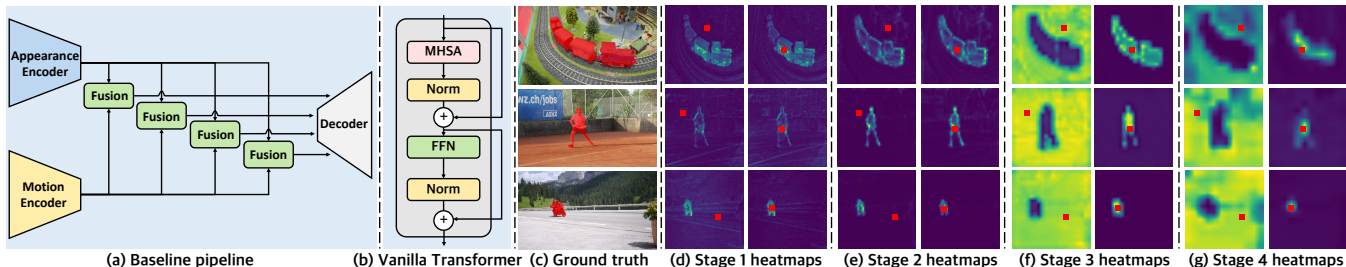 Appearance
Encoder
Fusion
Fusion
Fusion
Fusion
Decoder
Motion
Encoder
MHSA
Norm
+
FFN
Norm
+
wz.ch/jobs
(a) Baseline pipeline
(b) Vanilla Transformer
(c) Ground truth
(d) Stage 1 heatmaps
(e) Stage 2 heatmaps
(f) Stage 3 heatmaps
(g) Stage 4 heatmaps